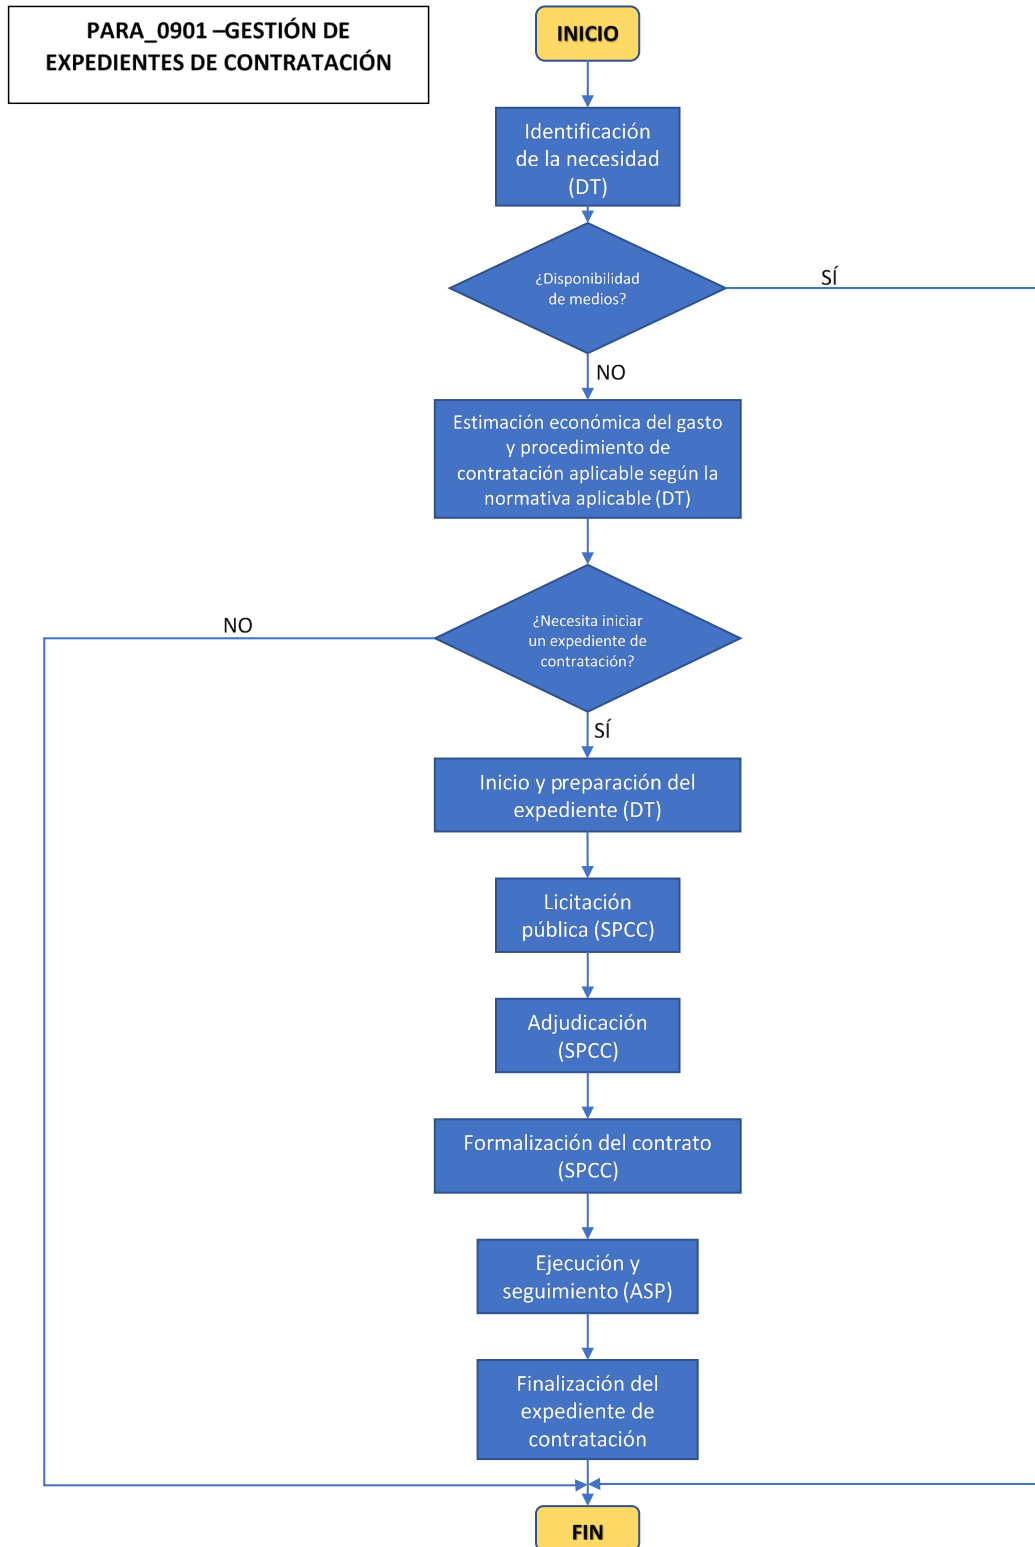 PARA_0901 –GESTIÓN DE
EXPEDIENTES DE CONTRATACIÓN
INICIO
Identificación
de la necesidad
(DT)
¿Disponibilidad
de medios?
SÍ
NO
Estimación económica del gasto
y procedimiento de
contratación aplicable según la
normativa aplicable (DT)
¿Necesita iniciar
un expediente de
contratación?
NO
SÍ
Inicio y preparación del
expediente (DT)
Licitación
pública (SPCC)
Adjudicación
(SPCC)
Formalización del contrato
(SPCC)
Ejecución y
seguimiento (ASP)
Finalización del
expediente de
contratación
FIN